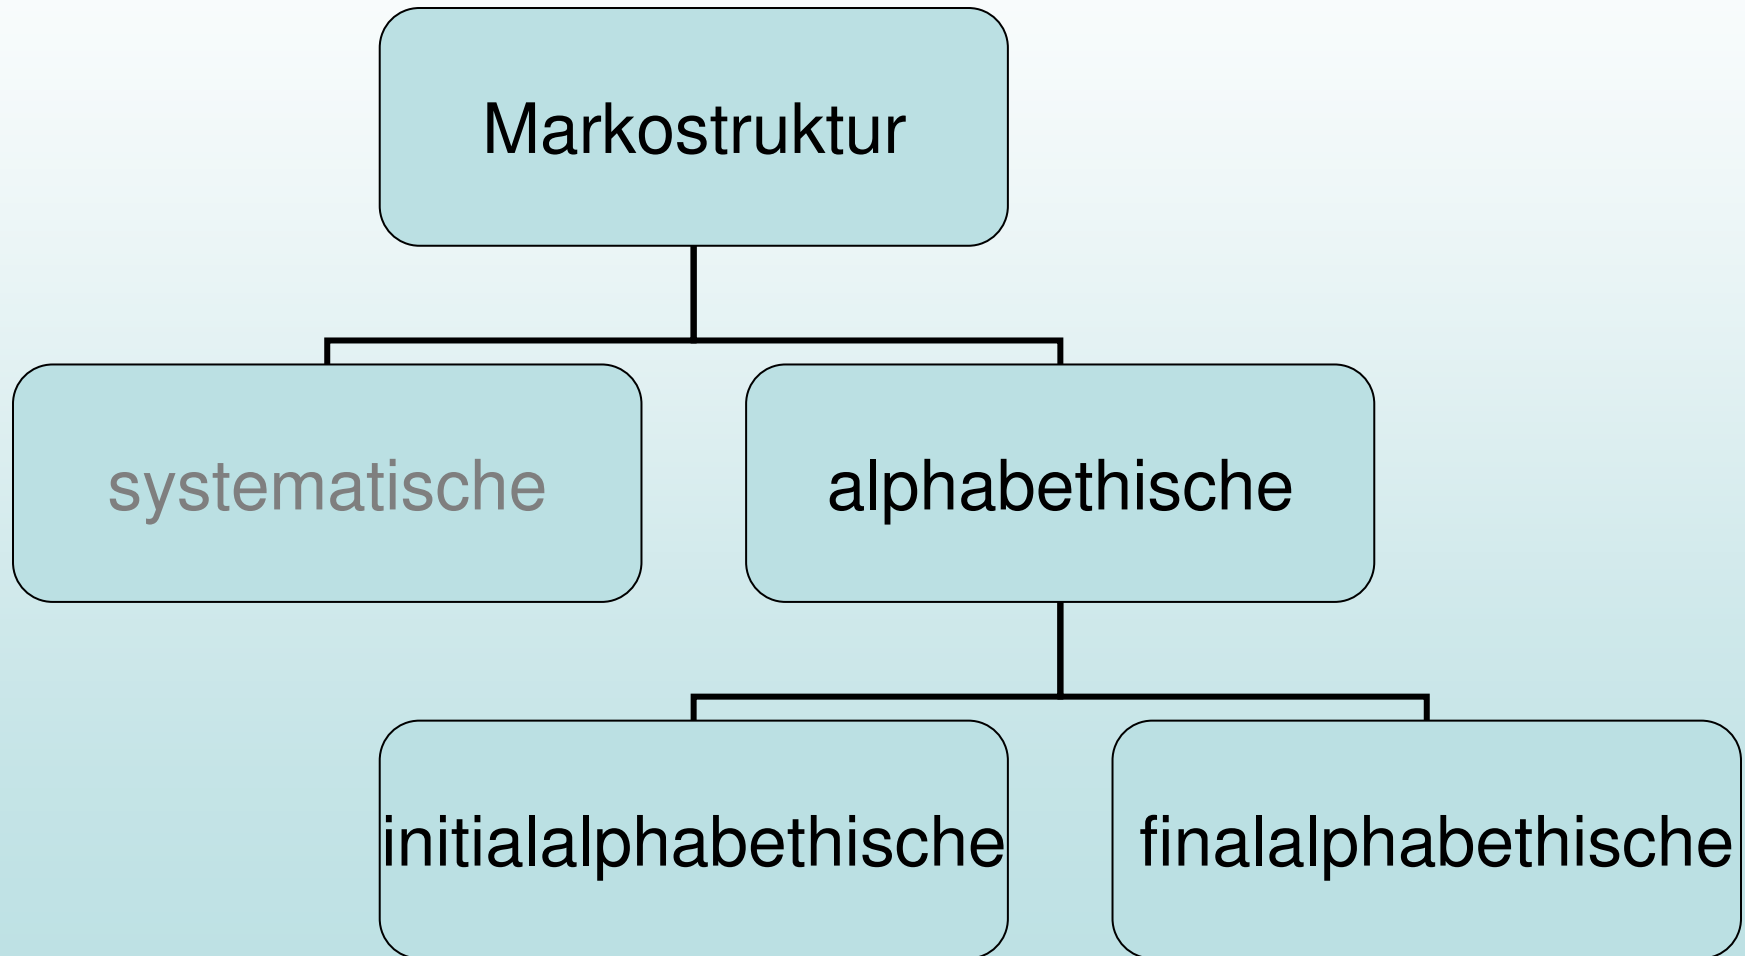 Markostruktur
systematische
alphabethische
initialalphabethische
finalalphabethische